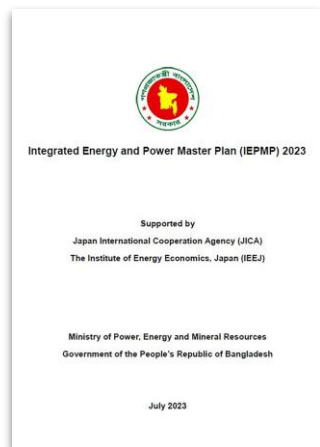 Integrated Energy and Power Master Plan (IEPMP) 2023
Supported by
Japan International Cooperation Agency (JICA)
The Institute of Energy Economics, Japan (IEEJ)
Ministry of Power, Energy and Mineral Resources
Government of the People's Republic of Bangladesh
July 2023